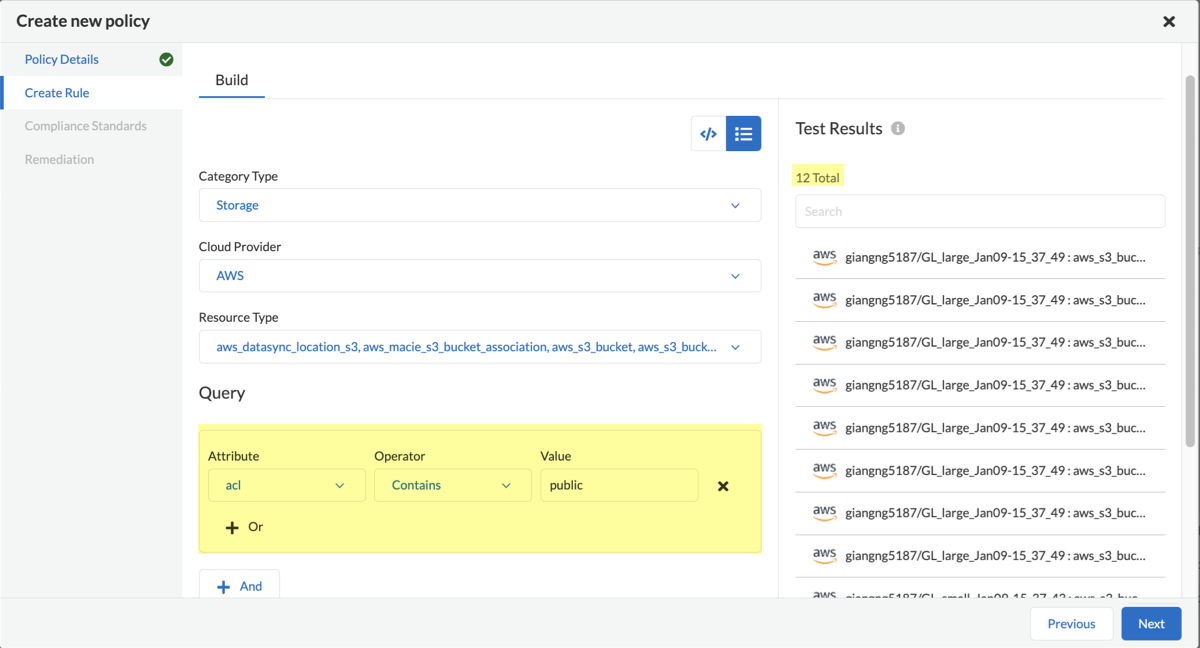 Create new policy
Policy Details
Create Rule
Compliance Standards
Remediation
Build
Category Type
Storage
Cloud Provider
AWS
Resource Type
aws_datasync_location_s3, aws_macie_s3_bucket_association, aws_s3_bucket, aws_s3_buck...
Query
Attribute Operator Value
acl Contains public
Or
And
Test Results
12 Total
Search
aws giangng5187/GL_large_Jan09-15_37_49 : aws_s3_buc...
aws giangng5187/GL_large_Jan09-15_37_49 : aws_s3_buc...
aws giangng5187/GL_large_Jan09-15_37_49 : aws_s3_buc...
aws giangng5187/GL_large_Jan09-15_37_49 : aws_s3_buc...
aws giangng5187/GL_large_Jan09-15_37_49 : aws_s3_buc...
aws giangng5187/GL_large_Jan09-15_37_49 : aws_s3_buc...
aws giangng5187/GL_large_Jan09-15_37_49 : aws_s3_buc...
aws giangng5187/GL_large_Jan09-15_37_49 : aws_s3_buc...
aws
Previous
Next